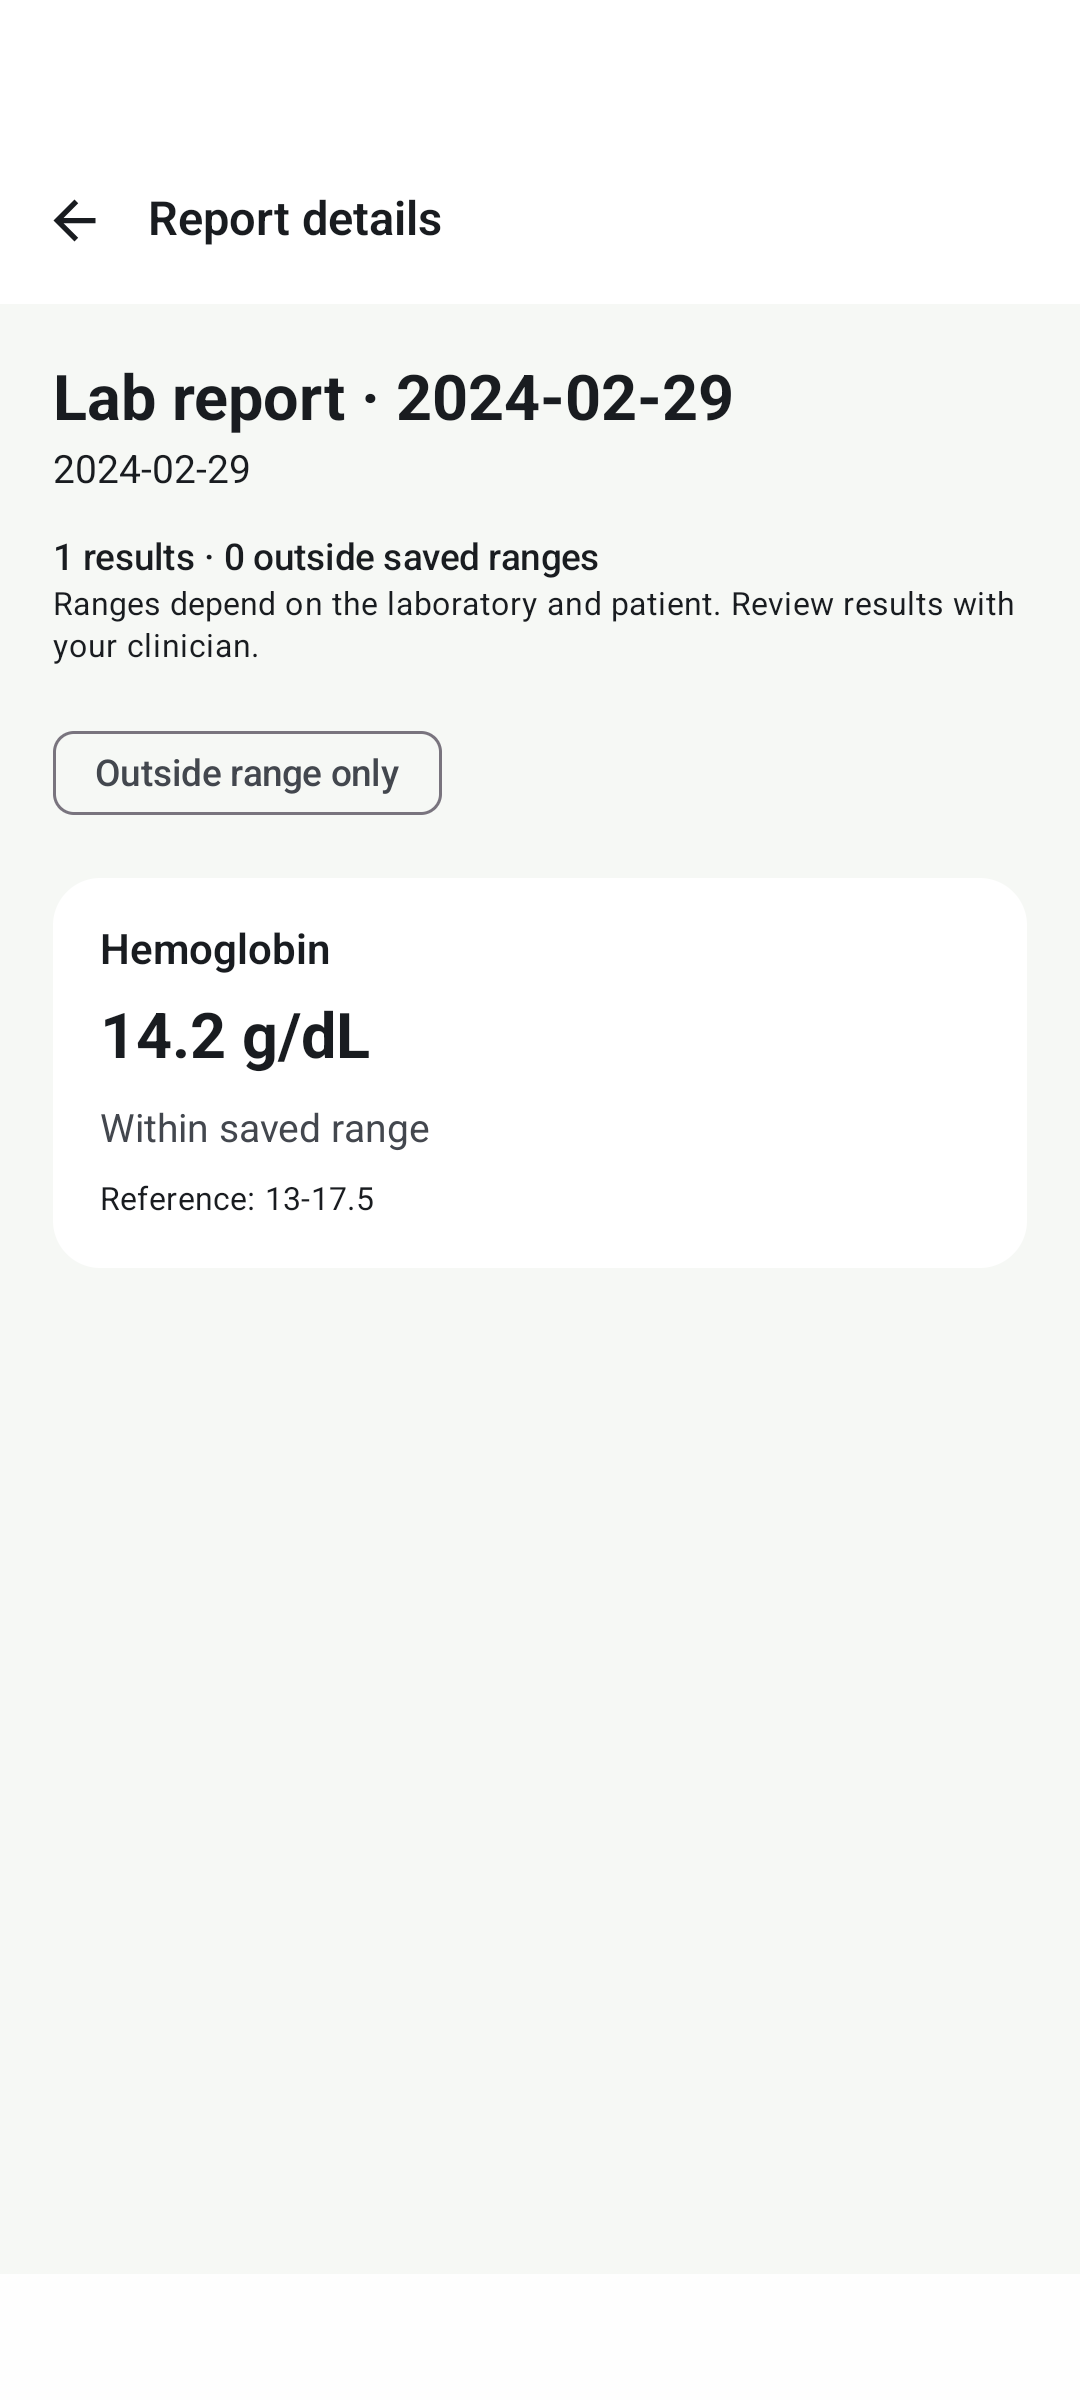 Report details
Lab report · 2024-02-29
2024-02-29
1 results · 0 outside saved ranges
Ranges depend on the laboratory and patient. Review results with
your clinician.
Outside range only
Hemoglobin
14.2 g/dL
Within saved range
Reference: 13-17.5